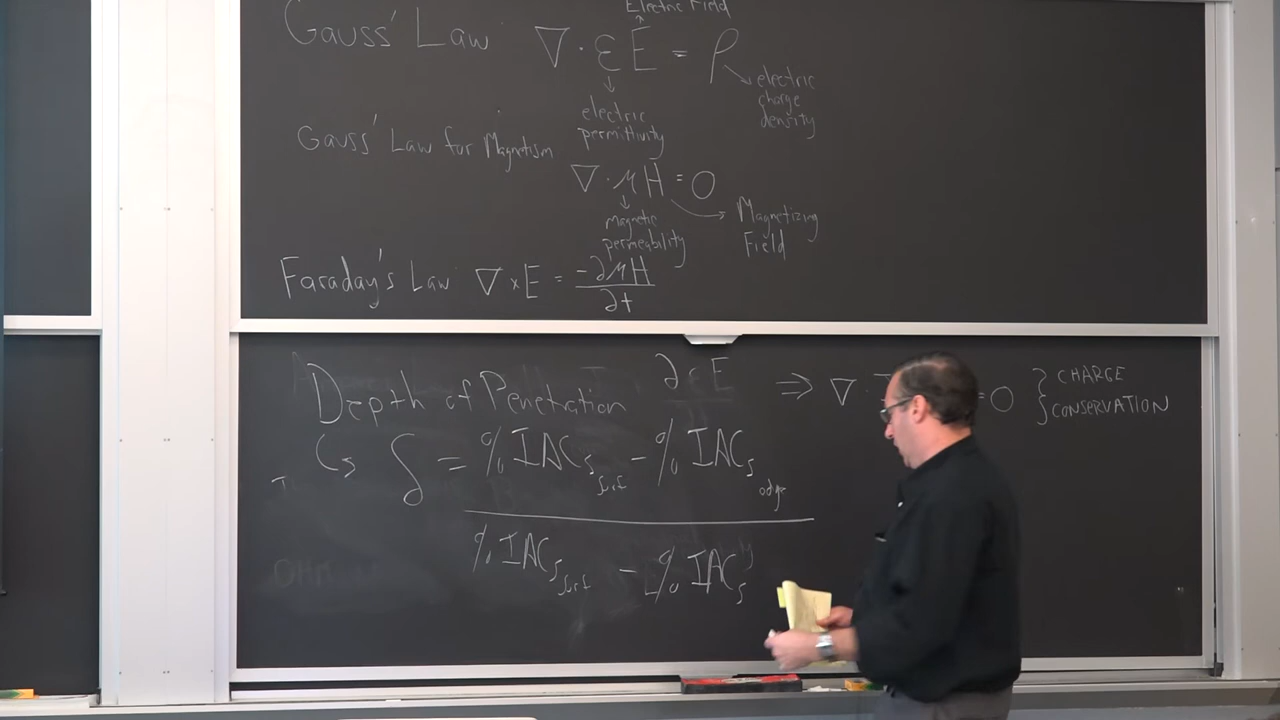 Electric Field
Gauss' Law ∇ · εE = ρ
electric charge density
electric permittivity
Gauss' Law for Magnetism
∇ · μH = 0
Magnetic permeability
Magnetizing Field
Faraday's Law ∇ × E = -∂μH / ∂t
Depth of Penetration
∂εE ⇒ ∇ · = 0 } CHARGE CONSERVATION
↳ δ = % IACS surf - % IACS edge
% IACS surf - % IACS
OHM